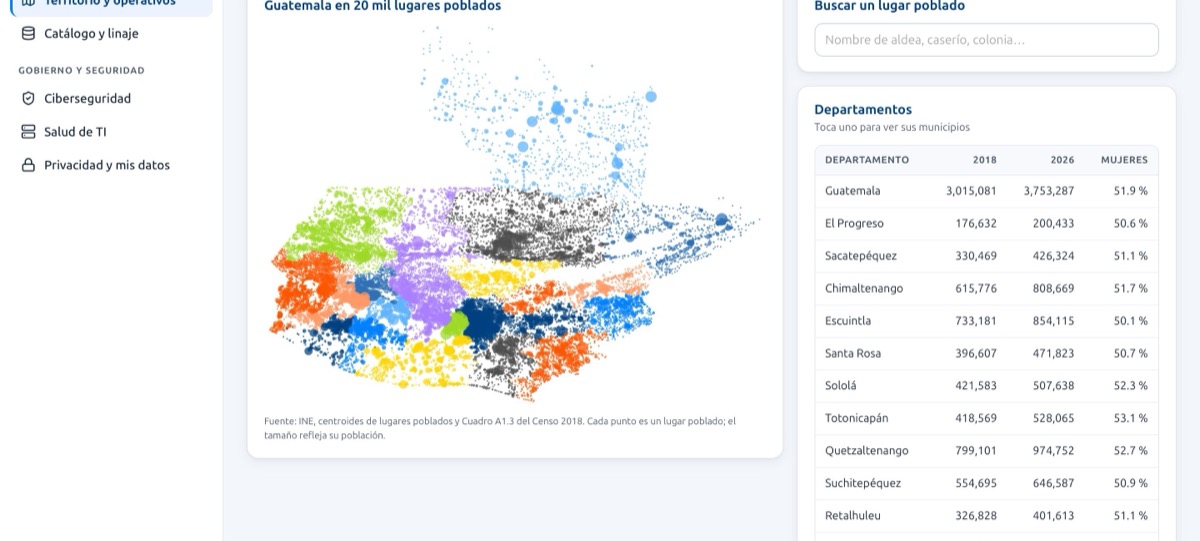 Territorio y operativos
Catálogo y linaje
GOBIERNO Y SEGURIDAD
Ciberseguridad
Salud de TI
Privacidad y mis datos
Guatemala en 20 mil lugares poblados
Fuente: INE, centroides de lugares poblados y Cuadro A1.3 del Censo 2018. Cada punto es un lugar poblado; el
tamaño refleja su población.
Buscar un lugar poblado
Nombre de aldea, caserío, colonia...
Departamentos
Toca uno para ver sus municipios
DEPARTAMENTO 2018 2026 MUJERES
Guatemala 3,015,081 3,753,287 51.9 %
El Progreso 176,632 200,433 50.6 %
Sacatepéquez 330,469 426,324 51.1 %
Chimaltenango 615,776 808,669 51.7 %
Escuintla 733,181 854,115 50.1 %
Santa Rosa 396,607 471,823 50.7 %
Sololá 421,583 507,638 52.3 %
Totonicapán 418,569 528,065 53.1 %
Quetzaltenango 799,101 974,752 52.7 %
Suchitepéquez 554,695 646,587 50.9 %
Retalhuleu 326,828 401,613 51.1 %